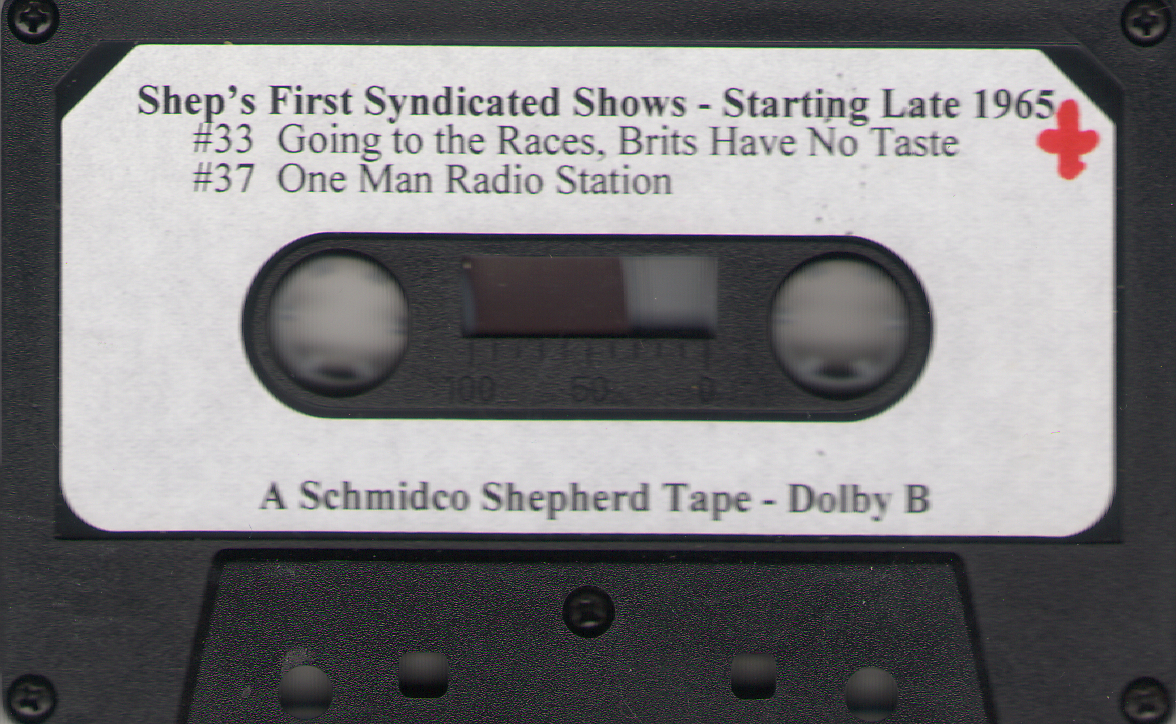 Shep's First Syndicated Shows - Starting Late 1965
#33 Going to the Races, Brits Have No Taste
#37 One Man Radio Station
100 50 0
A Schmidco Shepherd Tape - Dolby B